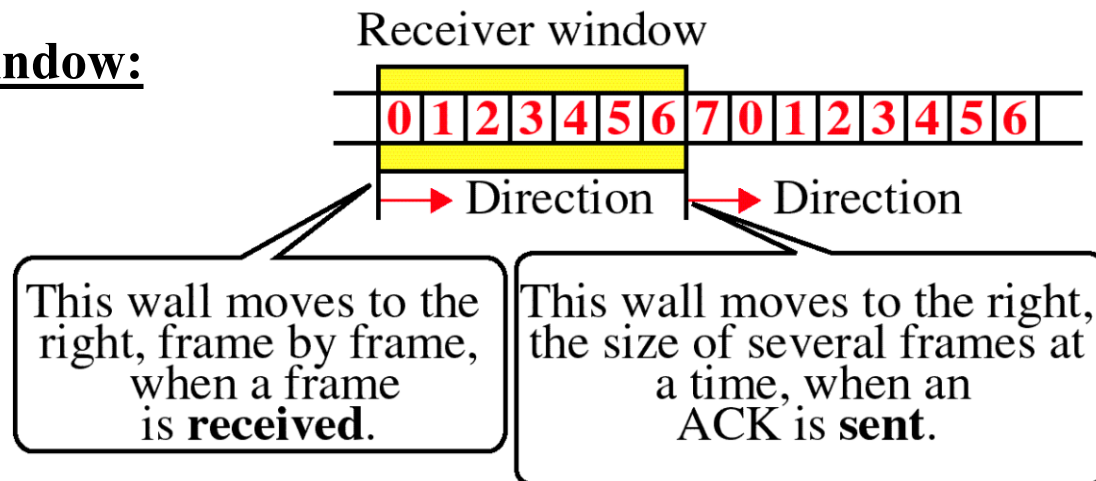 Receiver window
indow:
0 1 2 3 4 5 6 7 0 1 2 3 4 5 6
Direction Direction
This wall moves to the
right, frame by frame,
when a frame
is received.
This wall moves to the right,
the size of several frames at
a time, when an
ACK is sent.